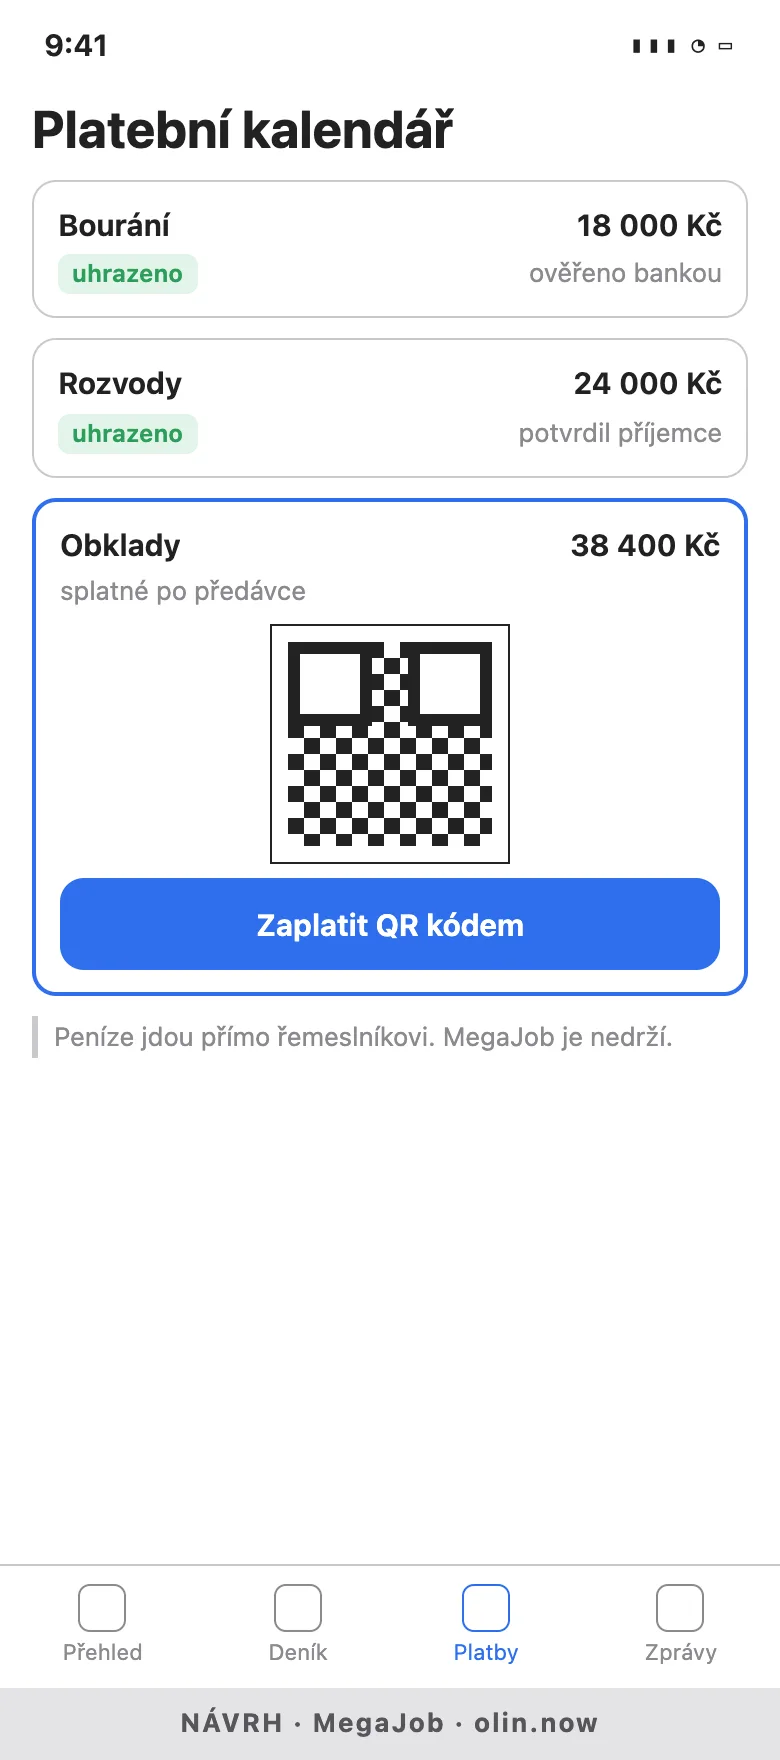 9:41
Platební kalendář
Bourání 18 000 Kč
uhrazeno ověřeno bankou
Rozvody 24 000 Kč
uhrazeno potvrdil příjemce
Obklady 38 400 Kč
splatné po předávce
Zaplatit QR kódem
Peníze jdou přímo řemeslníkovi. MegaJob je nedrží.
Přehled Deník Platby Zprávy
NÁVRH · MegaJob · olin.now